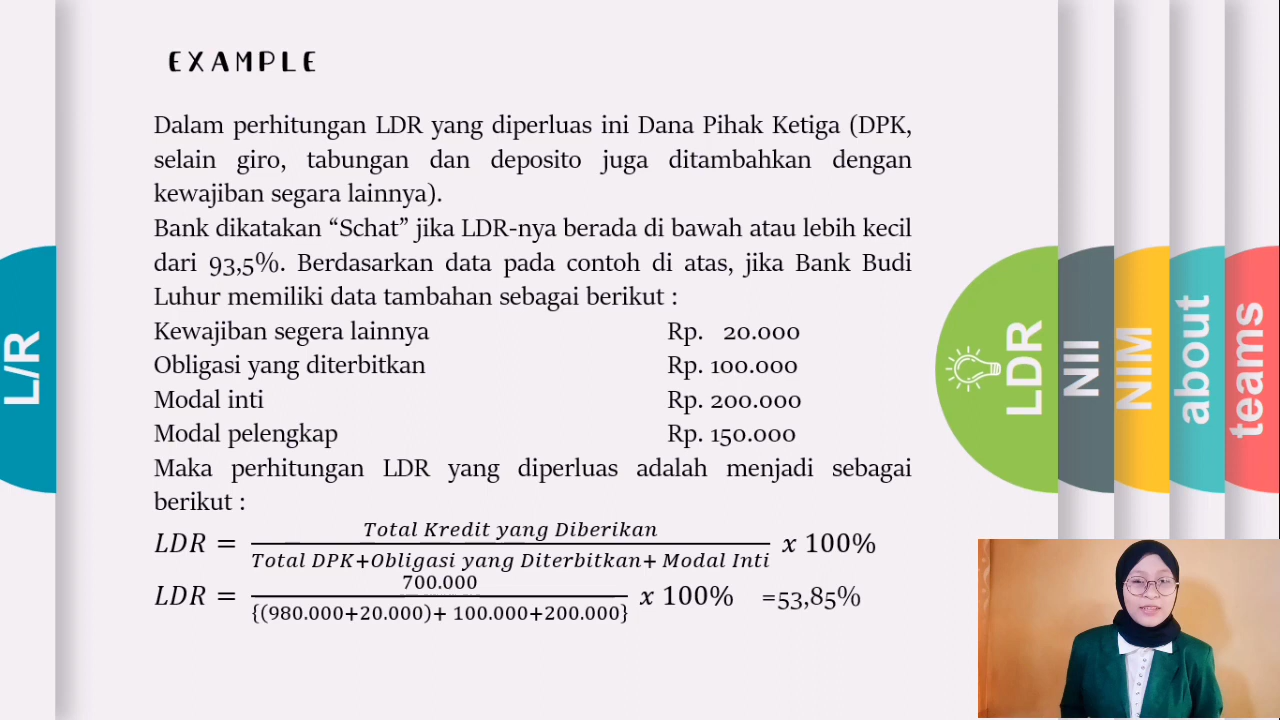 EXAMPLE
Dalam perhitungan LDR yang diperluas ini Dana Pihak Ketiga (DPK,
selain giro, tabungan dan deposito juga ditambahkan dengan
kewajiban segara lainnya).
Bank dikatakan “Schat” jika LDR-nya berada di bawah atau lebih kecil
dari 93,5%. Berdasarkan data pada contoh di atas, jika Bank Budi
Luhur memiliki data tambahan sebagai berikut :
Kewajiban segera lainnya Rp. 20.000
Obligasi yang diterbitkan Rp. 100.000
Modal inti Rp. 200.000
Modal pelengkap Rp. 150.000
Maka perhitungan LDR yang diperluas adalah menjadi sebagai
berikut :
LDR = Total Kredit yang Diberikan / Total DPK+Obligasi yang Diterbitkan+ Modal Inti x 100%
LDR = 700.000 / {(980.000+20.000)+ 100.000+200.000} x 100% =53,85%
L/R
LDR
NII
NIM
about
teams